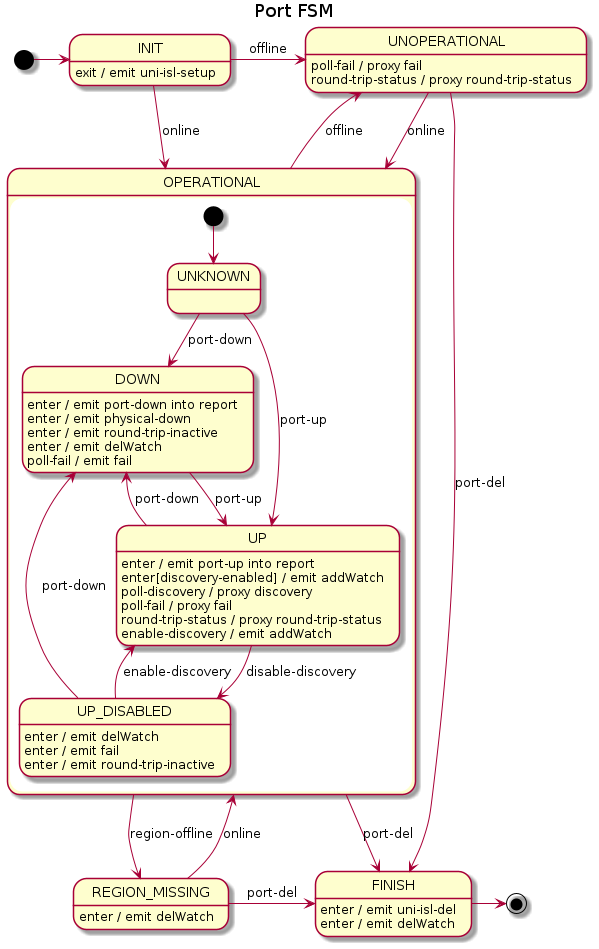 Port FSM
INIT
exit / emit uni-isl-setup
offline
UNOPERATIONAL
poll-fail / proxy fail
round-trip-status / proxy round-trip-status
online
offline
online
OPERATIONAL
UNKNOWN
port-down
DOWN
enter / emit port-down into report
enter / emit physical-down
enter / emit round-trip-inactive
enter / emit delWatch
poll-fail / emit fail
port-up
port-del
port-down
port-up
UP
enter / emit port-up into report
enter[discovery-enabled] / emit addWatch
poll-discovery / proxy discovery
poll-fail / proxy fail
round-trip-status / proxy round-trip-status
enable-discovery / emit addWatch
port-down
enable-discovery
disable-discovery
UP_DISABLED
enter / emit delWatch
enter / emit fail
enter / emit round-trip-inactive
region-offline
online
port-del
REGION_MISSING
enter / emit delWatch
port-del
FINISH
enter / emit uni-isl-del
enter / emit delWatch